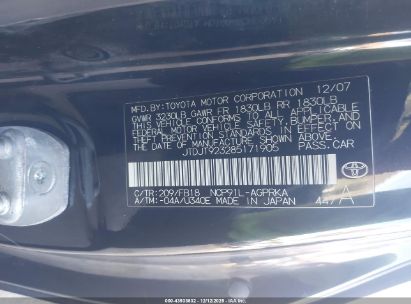 MFD. BY: TOYOTA MOTOR CORPORATION 12/07
GVWR 3230LB GAWR FR 1830LB RR 1830LB
THIS VEHICLE CONFORMS TO ALL APPLICABLE
FEDERAL MOTOR VEHICLE SAFETY, BUMPER, AND
THEFT PREVENTION STANDARDS IN EFFECT ON
THE DATE OF MANUFACTURE SHOWN ABOVE.
JTDJT923285171905 PASS.CAR
C/TR: 209/FB18 NCP91L-AGPRKA
A/TM: -04A/U340E MADE IN JAPAN 447 A